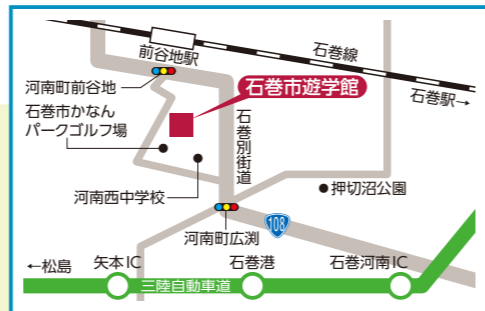 石巻線
前谷地駅
石巻駅→
河南町前谷地
石巻市遊学館
石巻市かなん
パークゴルフ場
石巻別街道
河南西中学校
押切沼公園
108
河南町広渕
←松島
矢本IC
石巻港
石巻河南IC
三陸自動車道